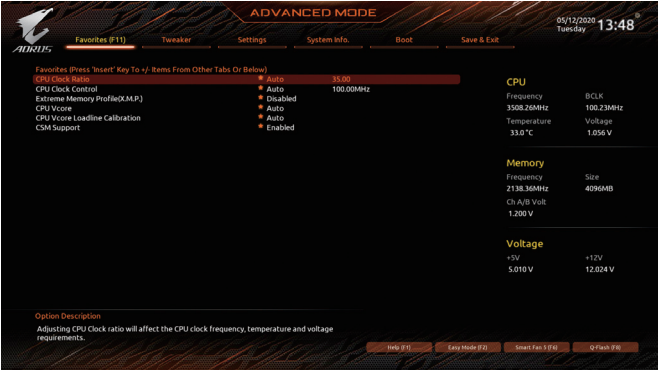 ADVANCED MODE
05/12/2020
Tuesday
13:48
AORUS
Favorites (F11) Tweaker Settings System Info. Boot Save & Exit
Favorites (Press 'Insert' Key To +/- Items From Other Tabs Or Below)
CPU Clock Ratio ★ Auto 35.00
CPU Clock Control ★ Auto 100.00MHz
Extreme Memory Profile(X.M.P.) ★ Disabled
CPU Vcore ★ Auto
CPU Vcore Loadline Calibration ★ Auto
CSM Support ★ Enabled
CPU
Frequency BCLK
3508.26MHz 100.23MHz
Temperature Voltage
33.0 °C 1.056 V
Memory
Frequency Size
2138.36MHz 4096MB
Ch A/B Volt
1.200 V
Voltage
+5V +12V
5.010 V 12.024 V
Option Description
Adjusting CPU Clock ratio will affect the CPU clock frequency, temperature and voltage
requirements.
Help (F1) Easy Mode (F2) Smart Fan 5 (F6) Q-Flash (F8)